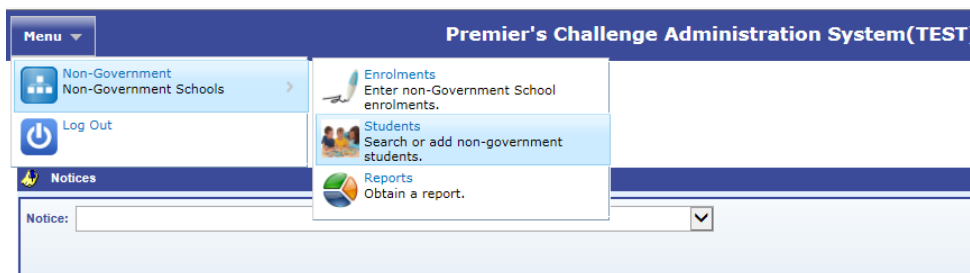 Menu
Premier's Challenge Administration System(TEST)
Non-Government
Non-Government Schools
Log Out
Enrolments
Enter non-Government School
enrolments.
Students
Search or add non-government
students.
Reports
Obtain a report.
Notices
Notice: